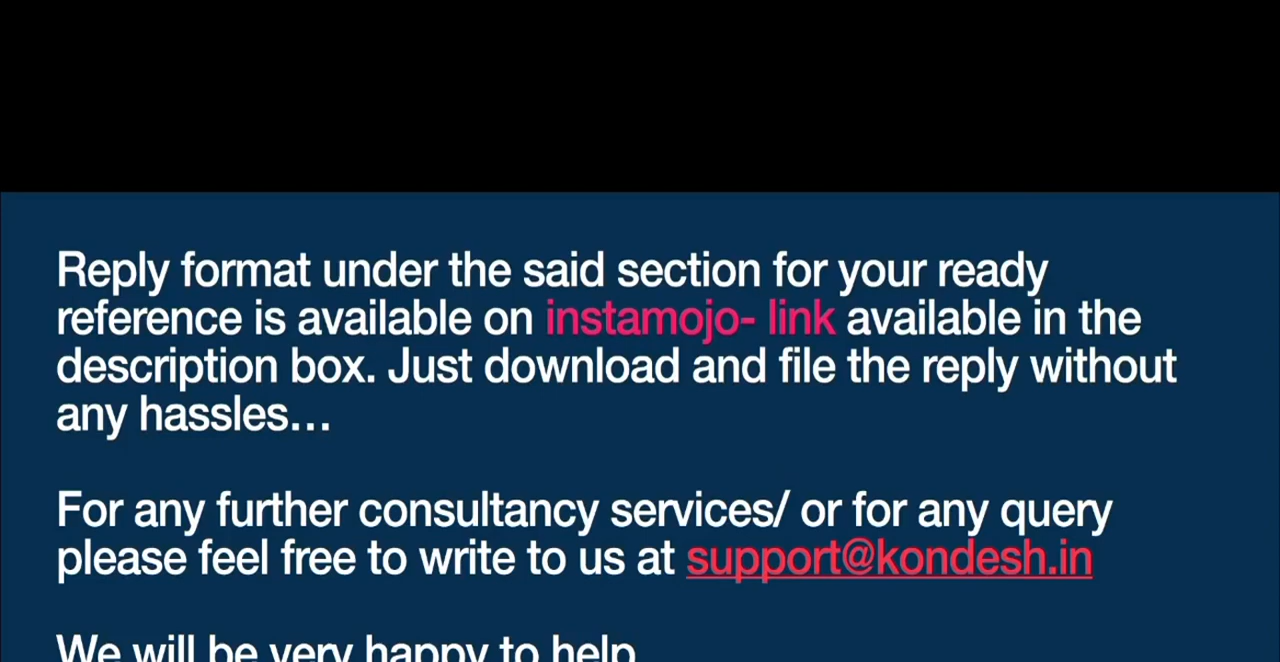 Reply format under the said section for your ready
reference is available on instamojo- link available in the
description box. Just download and file the reply without
any hassles...
For any further consultancy services/ or for any query
please feel free to write to us at support@kondesh.in
We will be very happy to help